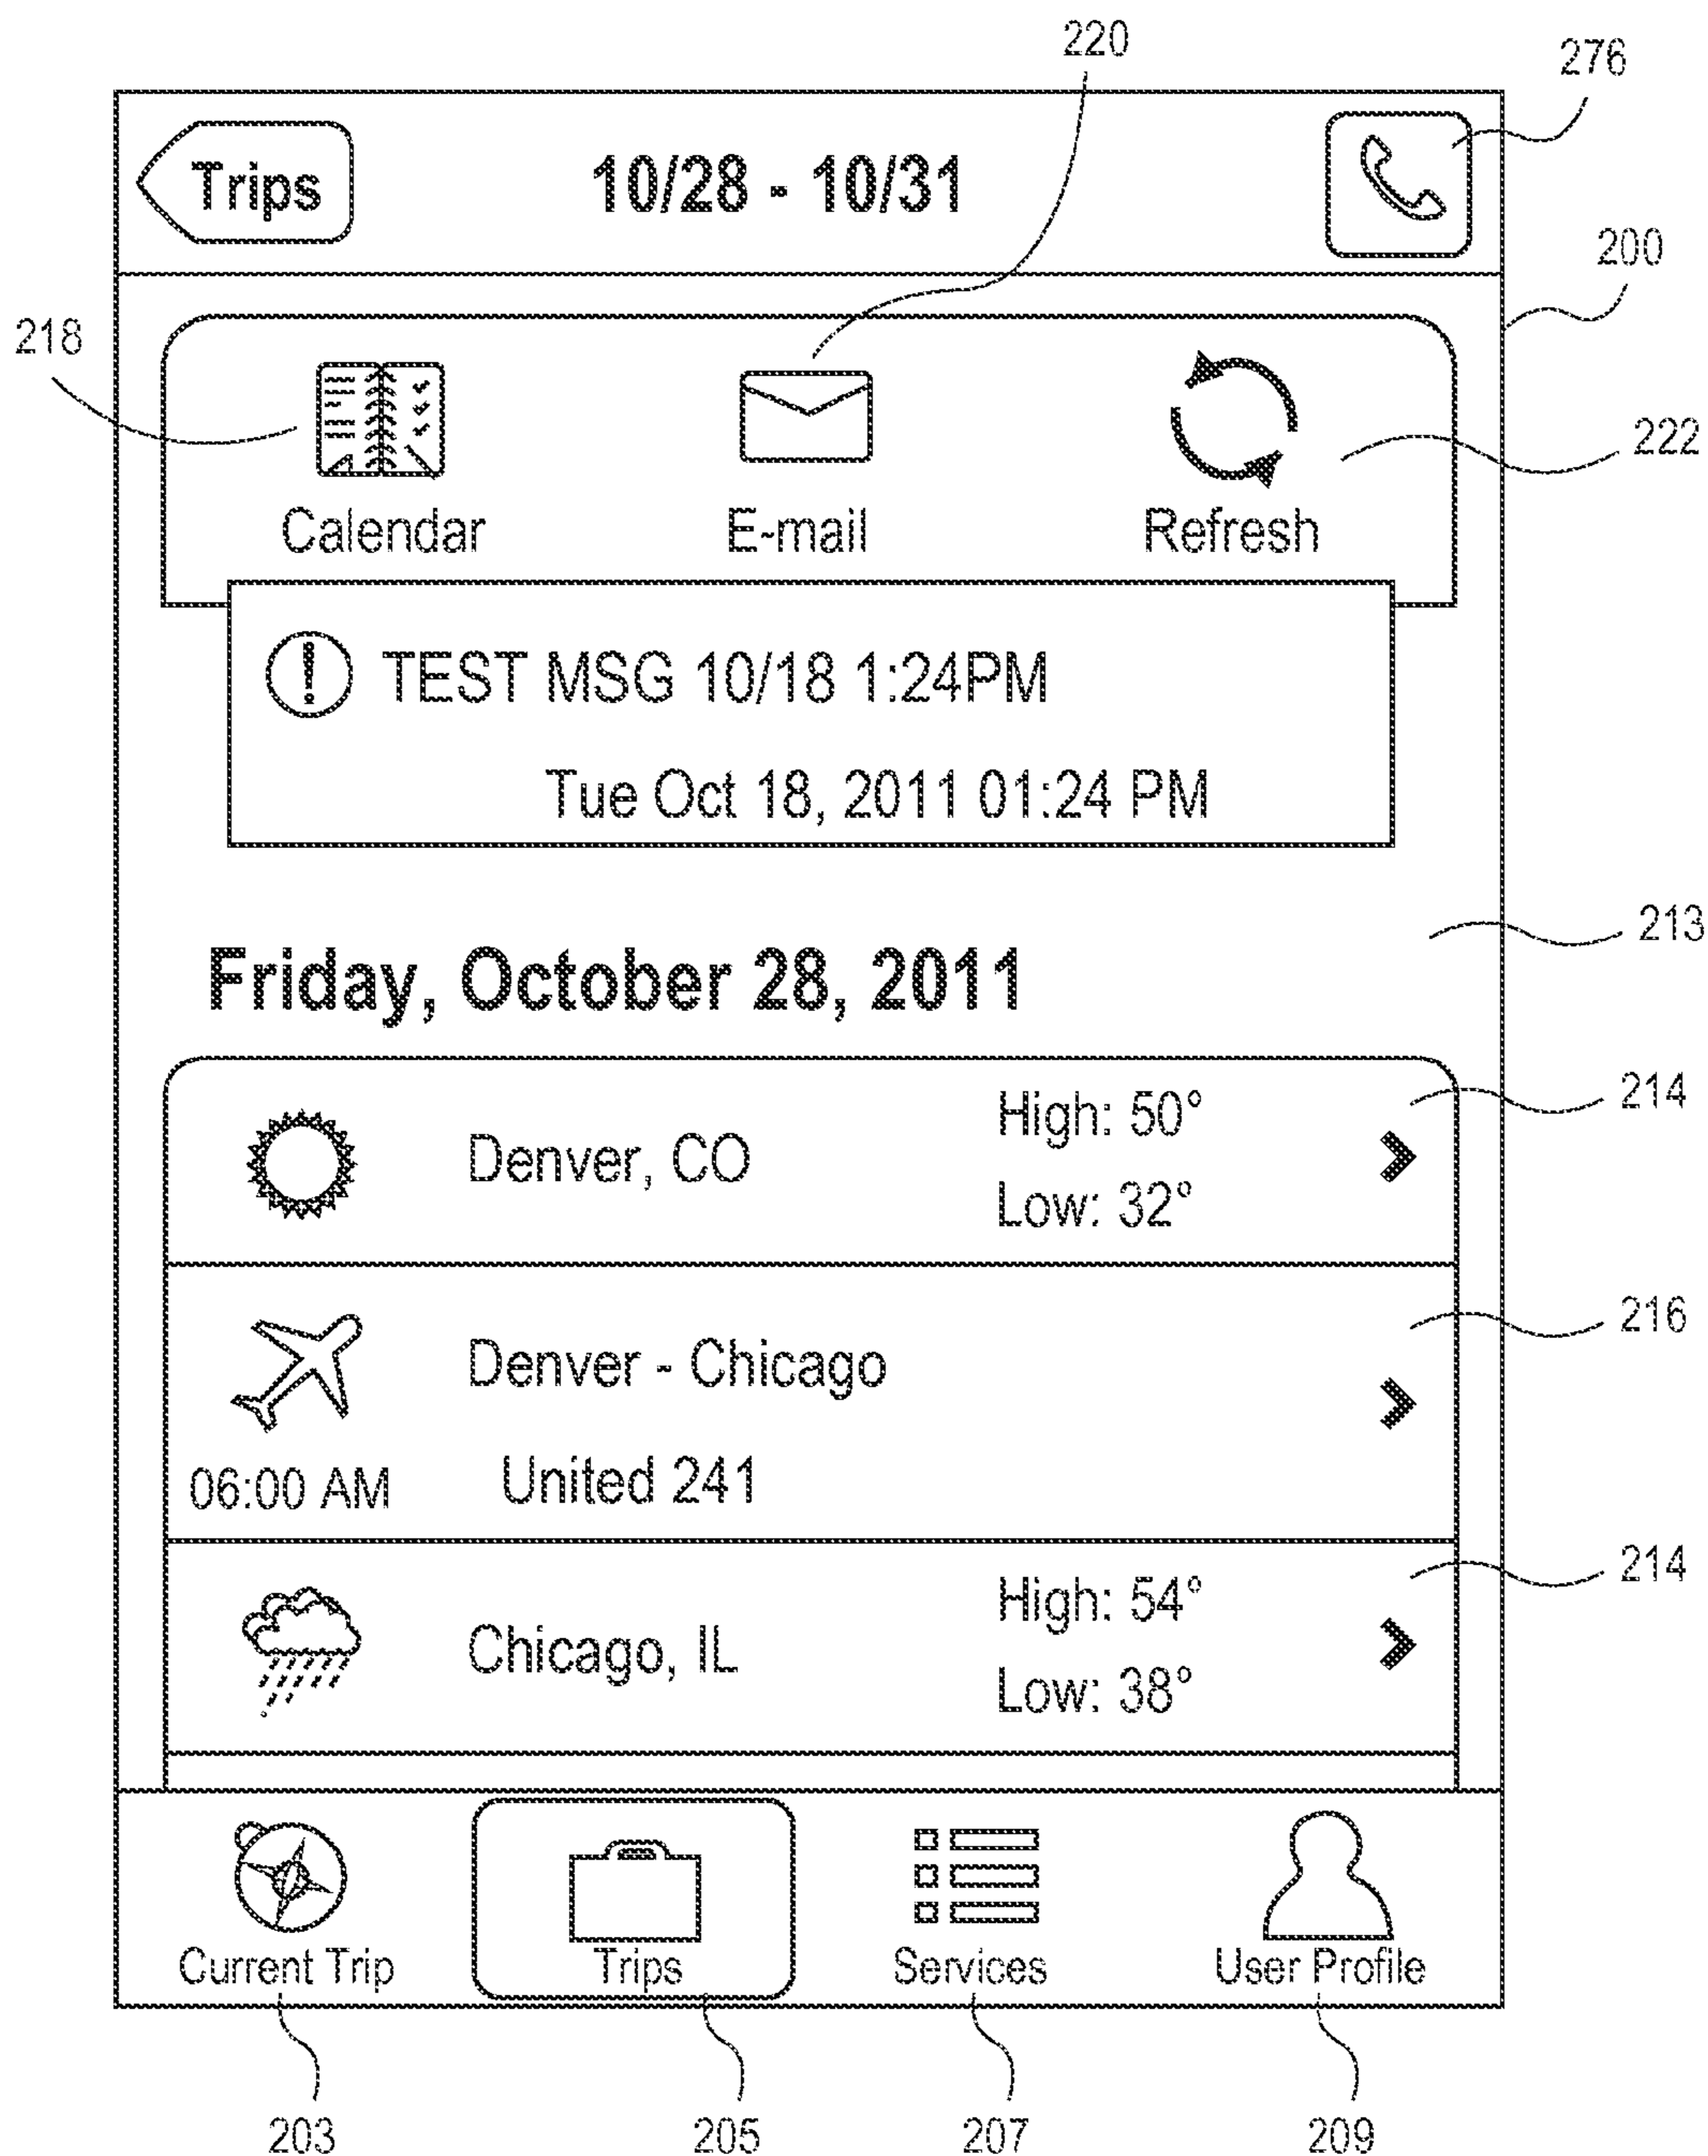 220
276
Trips
10/28 - 10/31
200
218
222
Calendar
E-mail
Refresh
! TEST MSG 10/18 1:24PM
Tue Oct 18, 2011 01:24 PM
213
Friday, October 28, 2011
214
Denver, CO
High: 50°
Low: 32°
216
Denver - Chicago
06:00 AM
United 241
214
Chicago, IL
High: 54°
Low: 38°
Current Trip
Trips
Services
User Profile
203
205
207
209